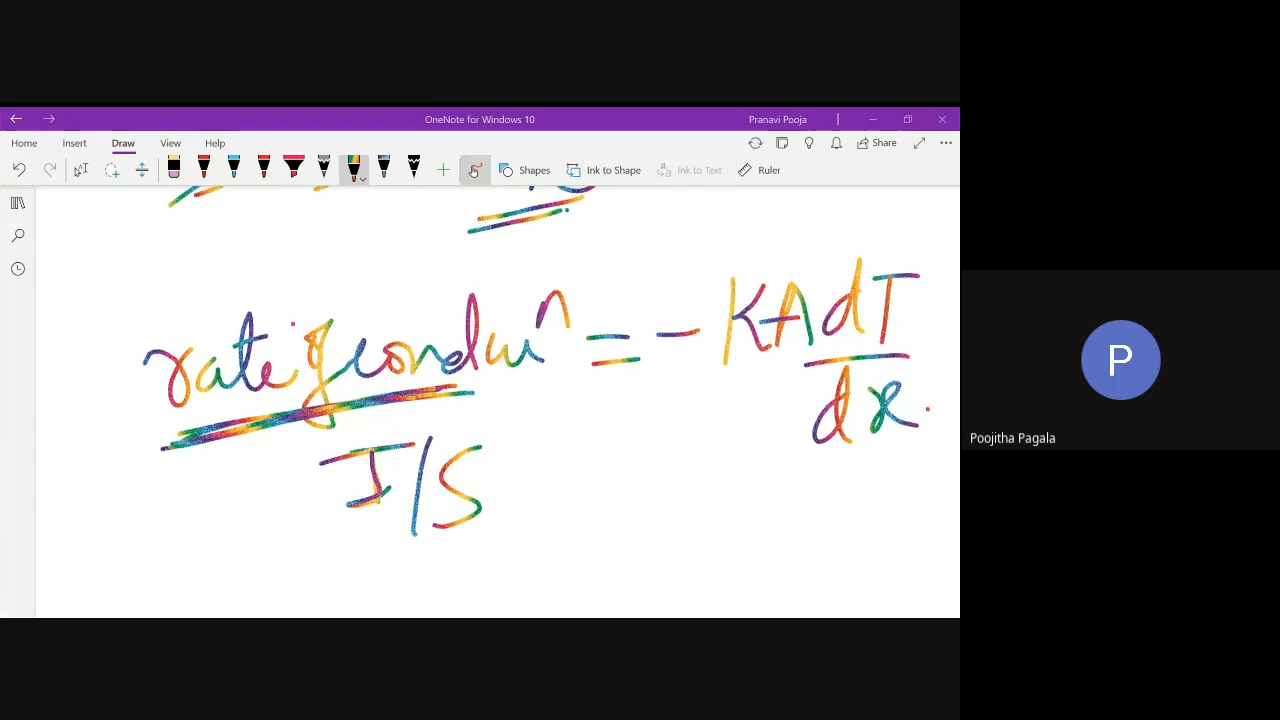 OneNote for Windows 10
Pranavi Pooja
Home Insert Draw View Help
Share
Shapes Ink to Shape Ink to Text Ruler
rate of conduⁿ = - KA dT
dx.
J/S
P
Poojitha Pagala